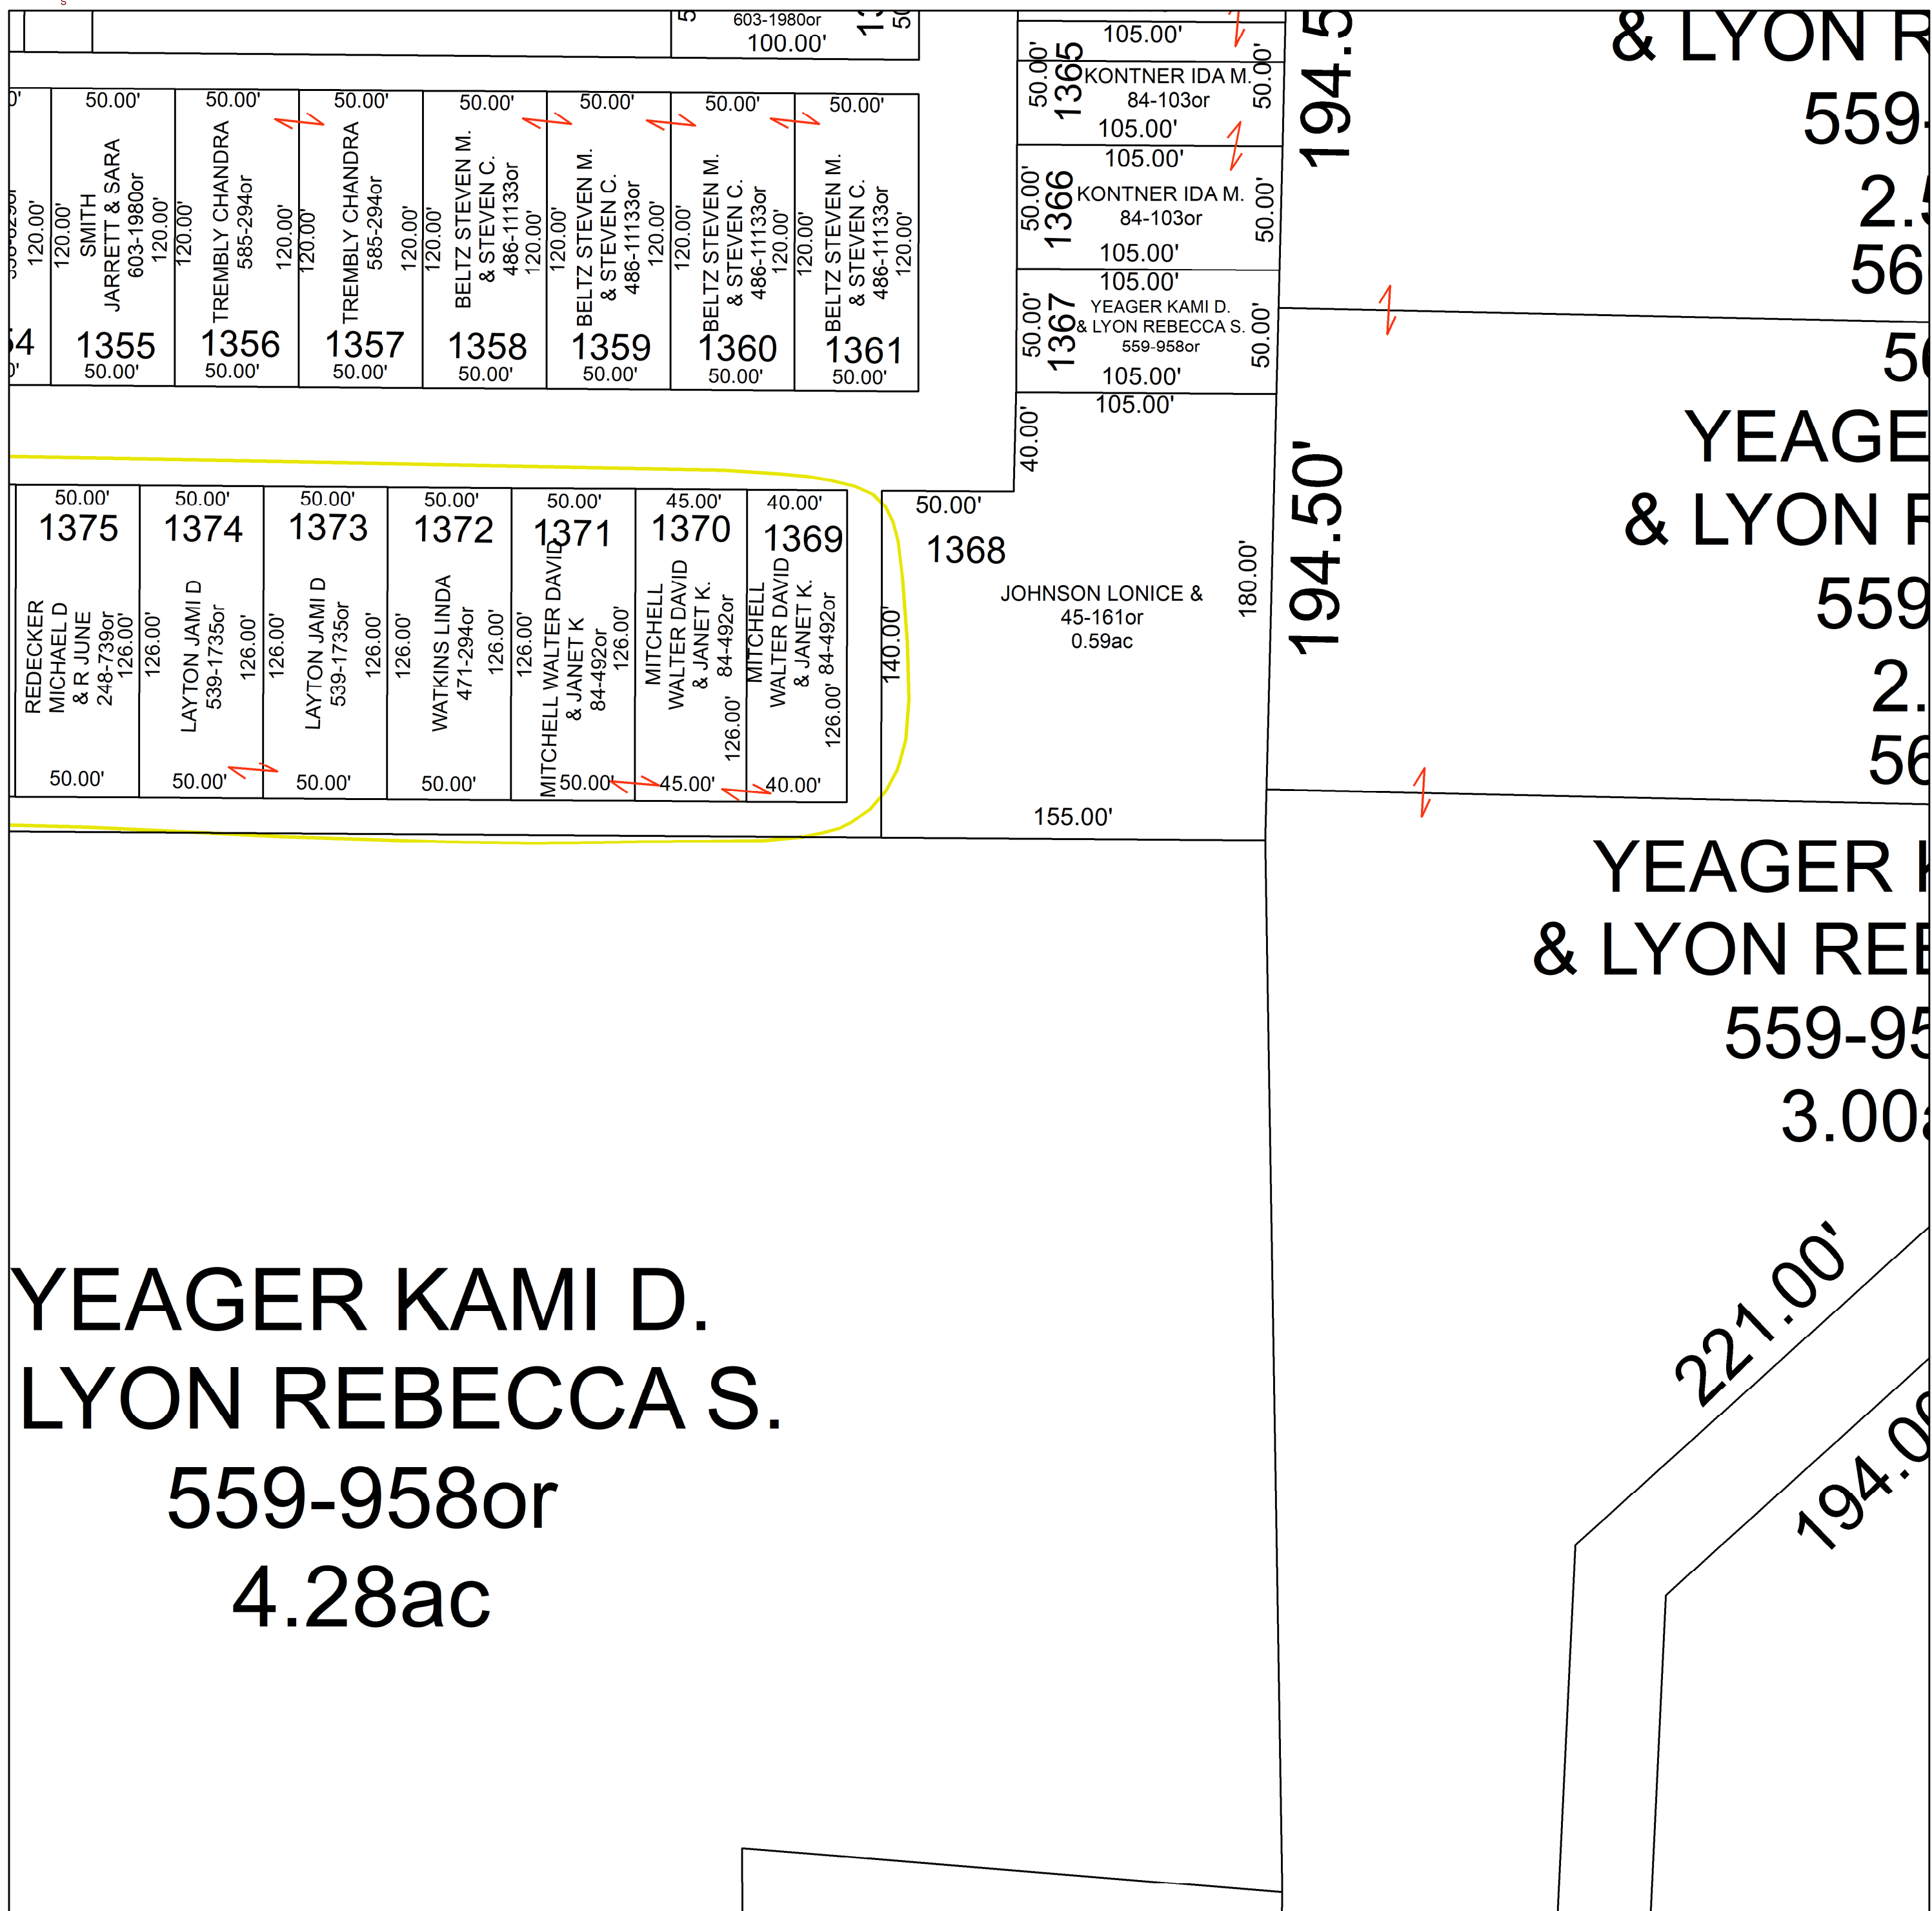 603-1980or
100.00'
105.00'
50.00'
1365
KONTNER IDA M.
84-103or
50.00'
105.00'
105.00'
50.00'
1366
KONTNER IDA M.
84-103or
50.00'
105.00'
105.00'
50.00'
1367
YEAGER KAMI D.
& LYON REBECCA S.
559-958or
50.00'
105.00'
105.00'
40.00'
194.5
& LYON R
559-
2.5
56
120.00'
50.00'
120.00'
SMITH
JARRETT & SARA
603-1980or
120.00'
1355
50.00'
50.00'
120.00'
TREMBLY CHANDRA
585-294or
120.00'
1356
50.00'
50.00'
120.00'
TREMBLY CHANDRA
585-294or
120.00'
1357
50.00'
50.00'
120.00'
BELTZ STEVEN M.
& STEVEN C.
486-11133or
120.00'
1358
50.00'
50.00'
120.00'
BELTZ STEVEN M.
& STEVEN C.
486-11133or
120.00'
1359
50.00'
50.00'
120.00'
BELTZ STEVEN M.
& STEVEN C.
486-11133or
120.00'
1360
50.00'
50.00'
120.00'
BELTZ STEVEN M.
& STEVEN C.
486-11133or
120.00'
1361
50.00'
50.00'
1375
REDECKER
MICHAEL D
& R JUNE
248-739or
126.00'
50.00'
50.00'
1374
126.00'
LAYTON JAMI D
539-1735or
126.00'
50.00'
50.00'
1373
126.00'
LAYTON JAMI D
539-1735or
126.00'
50.00'
50.00'
1372
126.00'
WATKINS LINDA
471-294or
126.00'
50.00'
50.00'
1371
126.00'
MITCHELL WALTER DAVID
& JANET K
84-492or
126.00'
50.00'
45.00'
1370
MITCHELL
WALTER DAVID
& JANET K.
84-492or
126.00'
45.00'
40.00'
1369
MITCHELL
WALTER DAVID
& JANET K.
84-492or
126.00'
40.00'
50.00'
1368
140.00'
JOHNSON LONICE &
45-161or
0.59ac
180.00'
155.00'
194.50'
YEAGE
& LYON R
559
2.
56
YEAGER K
& LYON REB
559-95
3.00a
221.00'
194.00
YEAGER KAMI D.
LYON REBECCA S.
559-958or
4.28ac